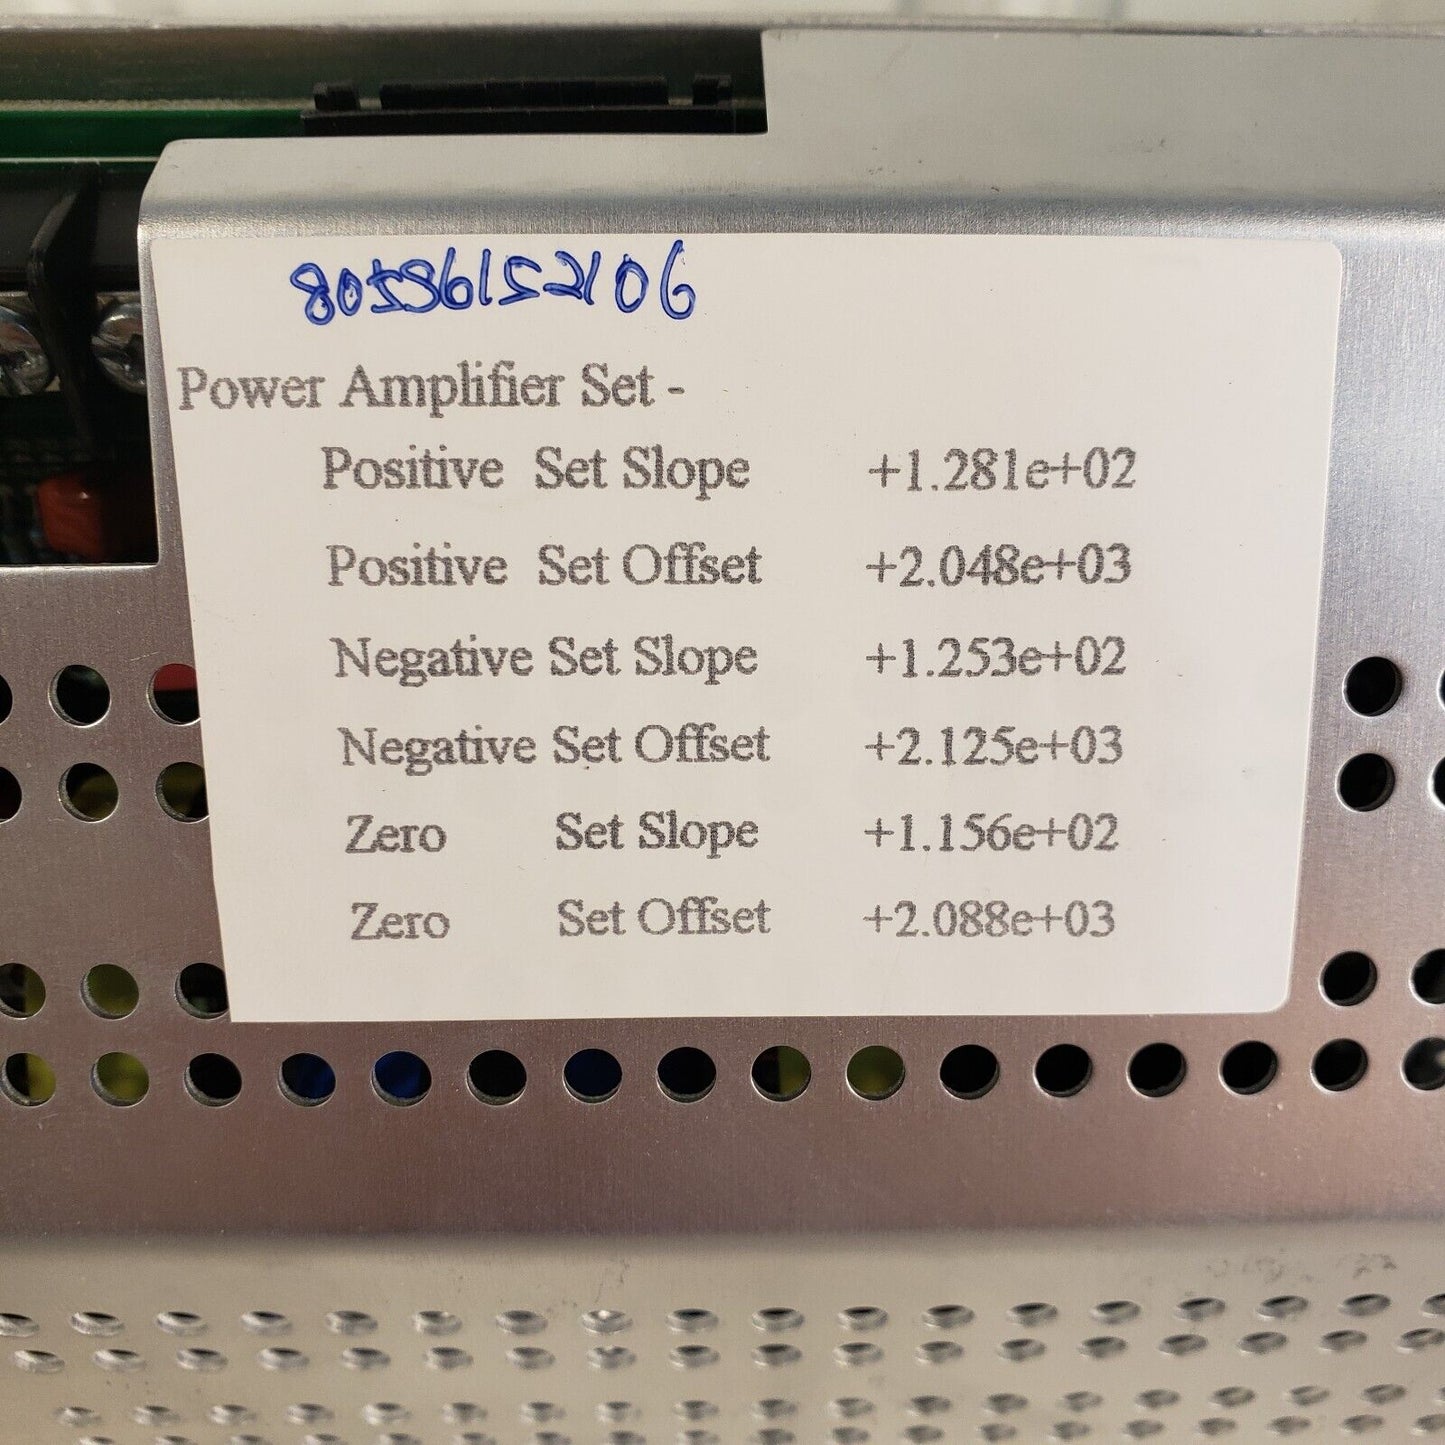 Power Amplifier Set -
Positive Set Slope +1.281e+02
Positive Set Offset +2.048e+03
Negative Set Slope +1.253e+02
Negative Set Offset +2.125e+03
Zero Set Slope +1.156e+02
Zero Set Offset +2.088e+03